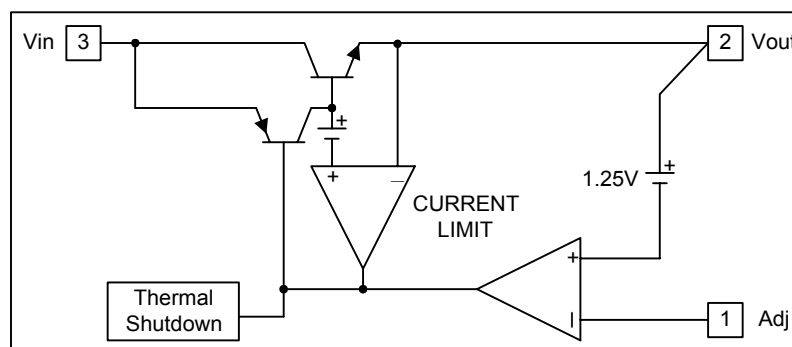 Vin 3
2 Vout
+
+ –
1.25V
+
CURRENT
LIMIT
+
–
Thermal
Shutdown
1 Adj